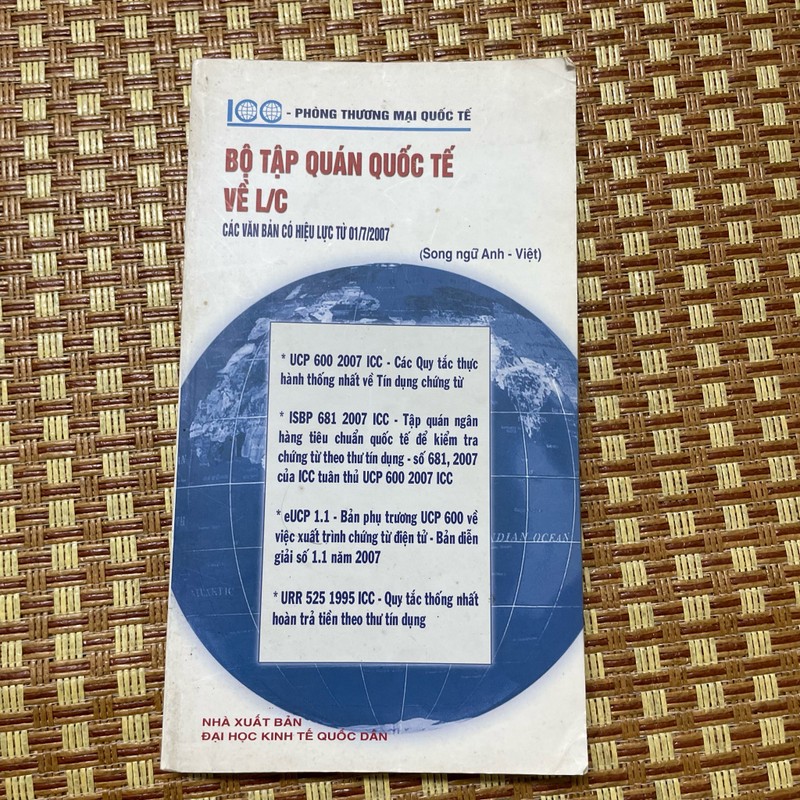 ICC - PHÒNG THƯƠNG MẠI QUỐC TẾ
BỘ TẬP QUÁN QUỐC TẾ
VỀ L/C
CÁC VĂN BẢN CÓ HIỆU LỰC TỪ 01/7/2007
(Song ngữ Anh - Việt)
* UCP 600 2007 ICC - Các Quy tắc thực
hành thống nhất về Tín dụng chứng từ
* ISBP 681 2007 ICC - Tập quán ngân
hàng tiêu chuẩn quốc tế để kiểm tra
chứng từ theo thư tín dụng - số 681, 2007
của ICC tuân thủ UCP 600 2007 ICC
* eUCP 1.1 - Bản phụ trương UCP 600 về
việc xuất trình chứng từ điện tử - Bản diễn
giải số 1.1 năm 2007
* URR 525 1995 ICC - Quy tắc thống nhất
hoàn trả tiền theo thư tín dụng
INDIAN OCEAN
ATLANTIC
NHÀ XUẤT BẢN
ĐẠI HỌC KINH TẾ QUỐC DÂN